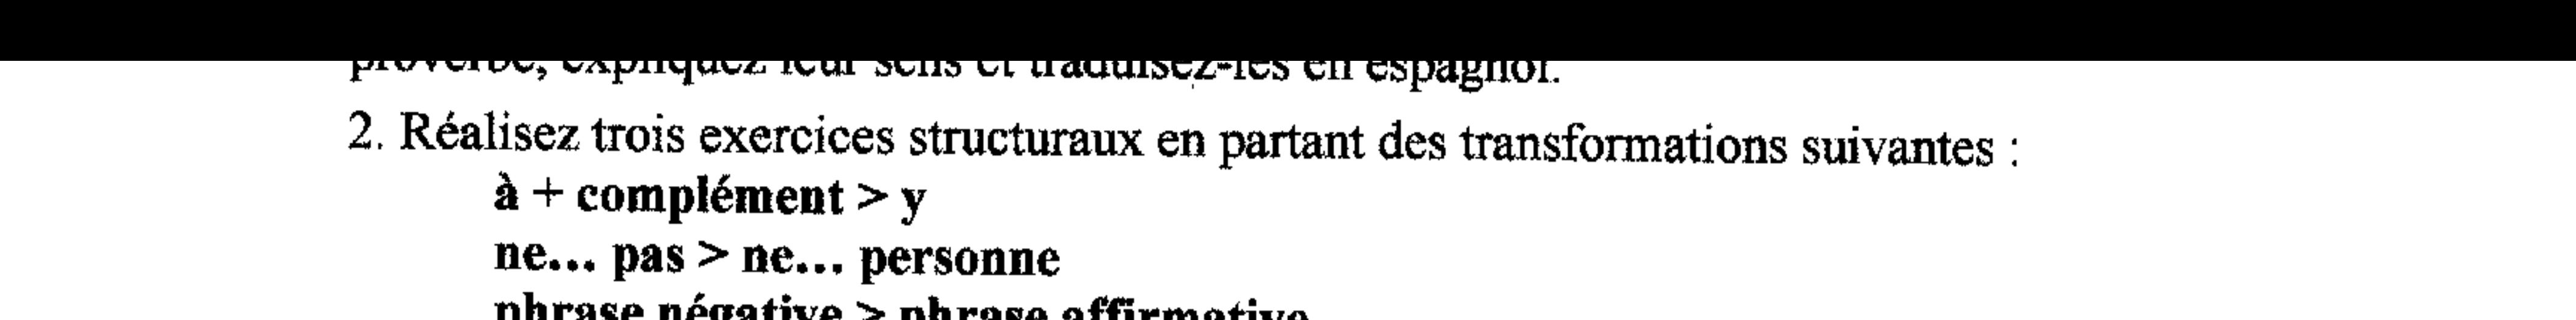 proverbe, expliquez leur sens et traduisez-les en espagnol.
2. Réalisez trois exercices structuraux en partant des transformations suivantes :
à + complément > y
ne... pas > ne... personne
phrase négative > phrase affirmative